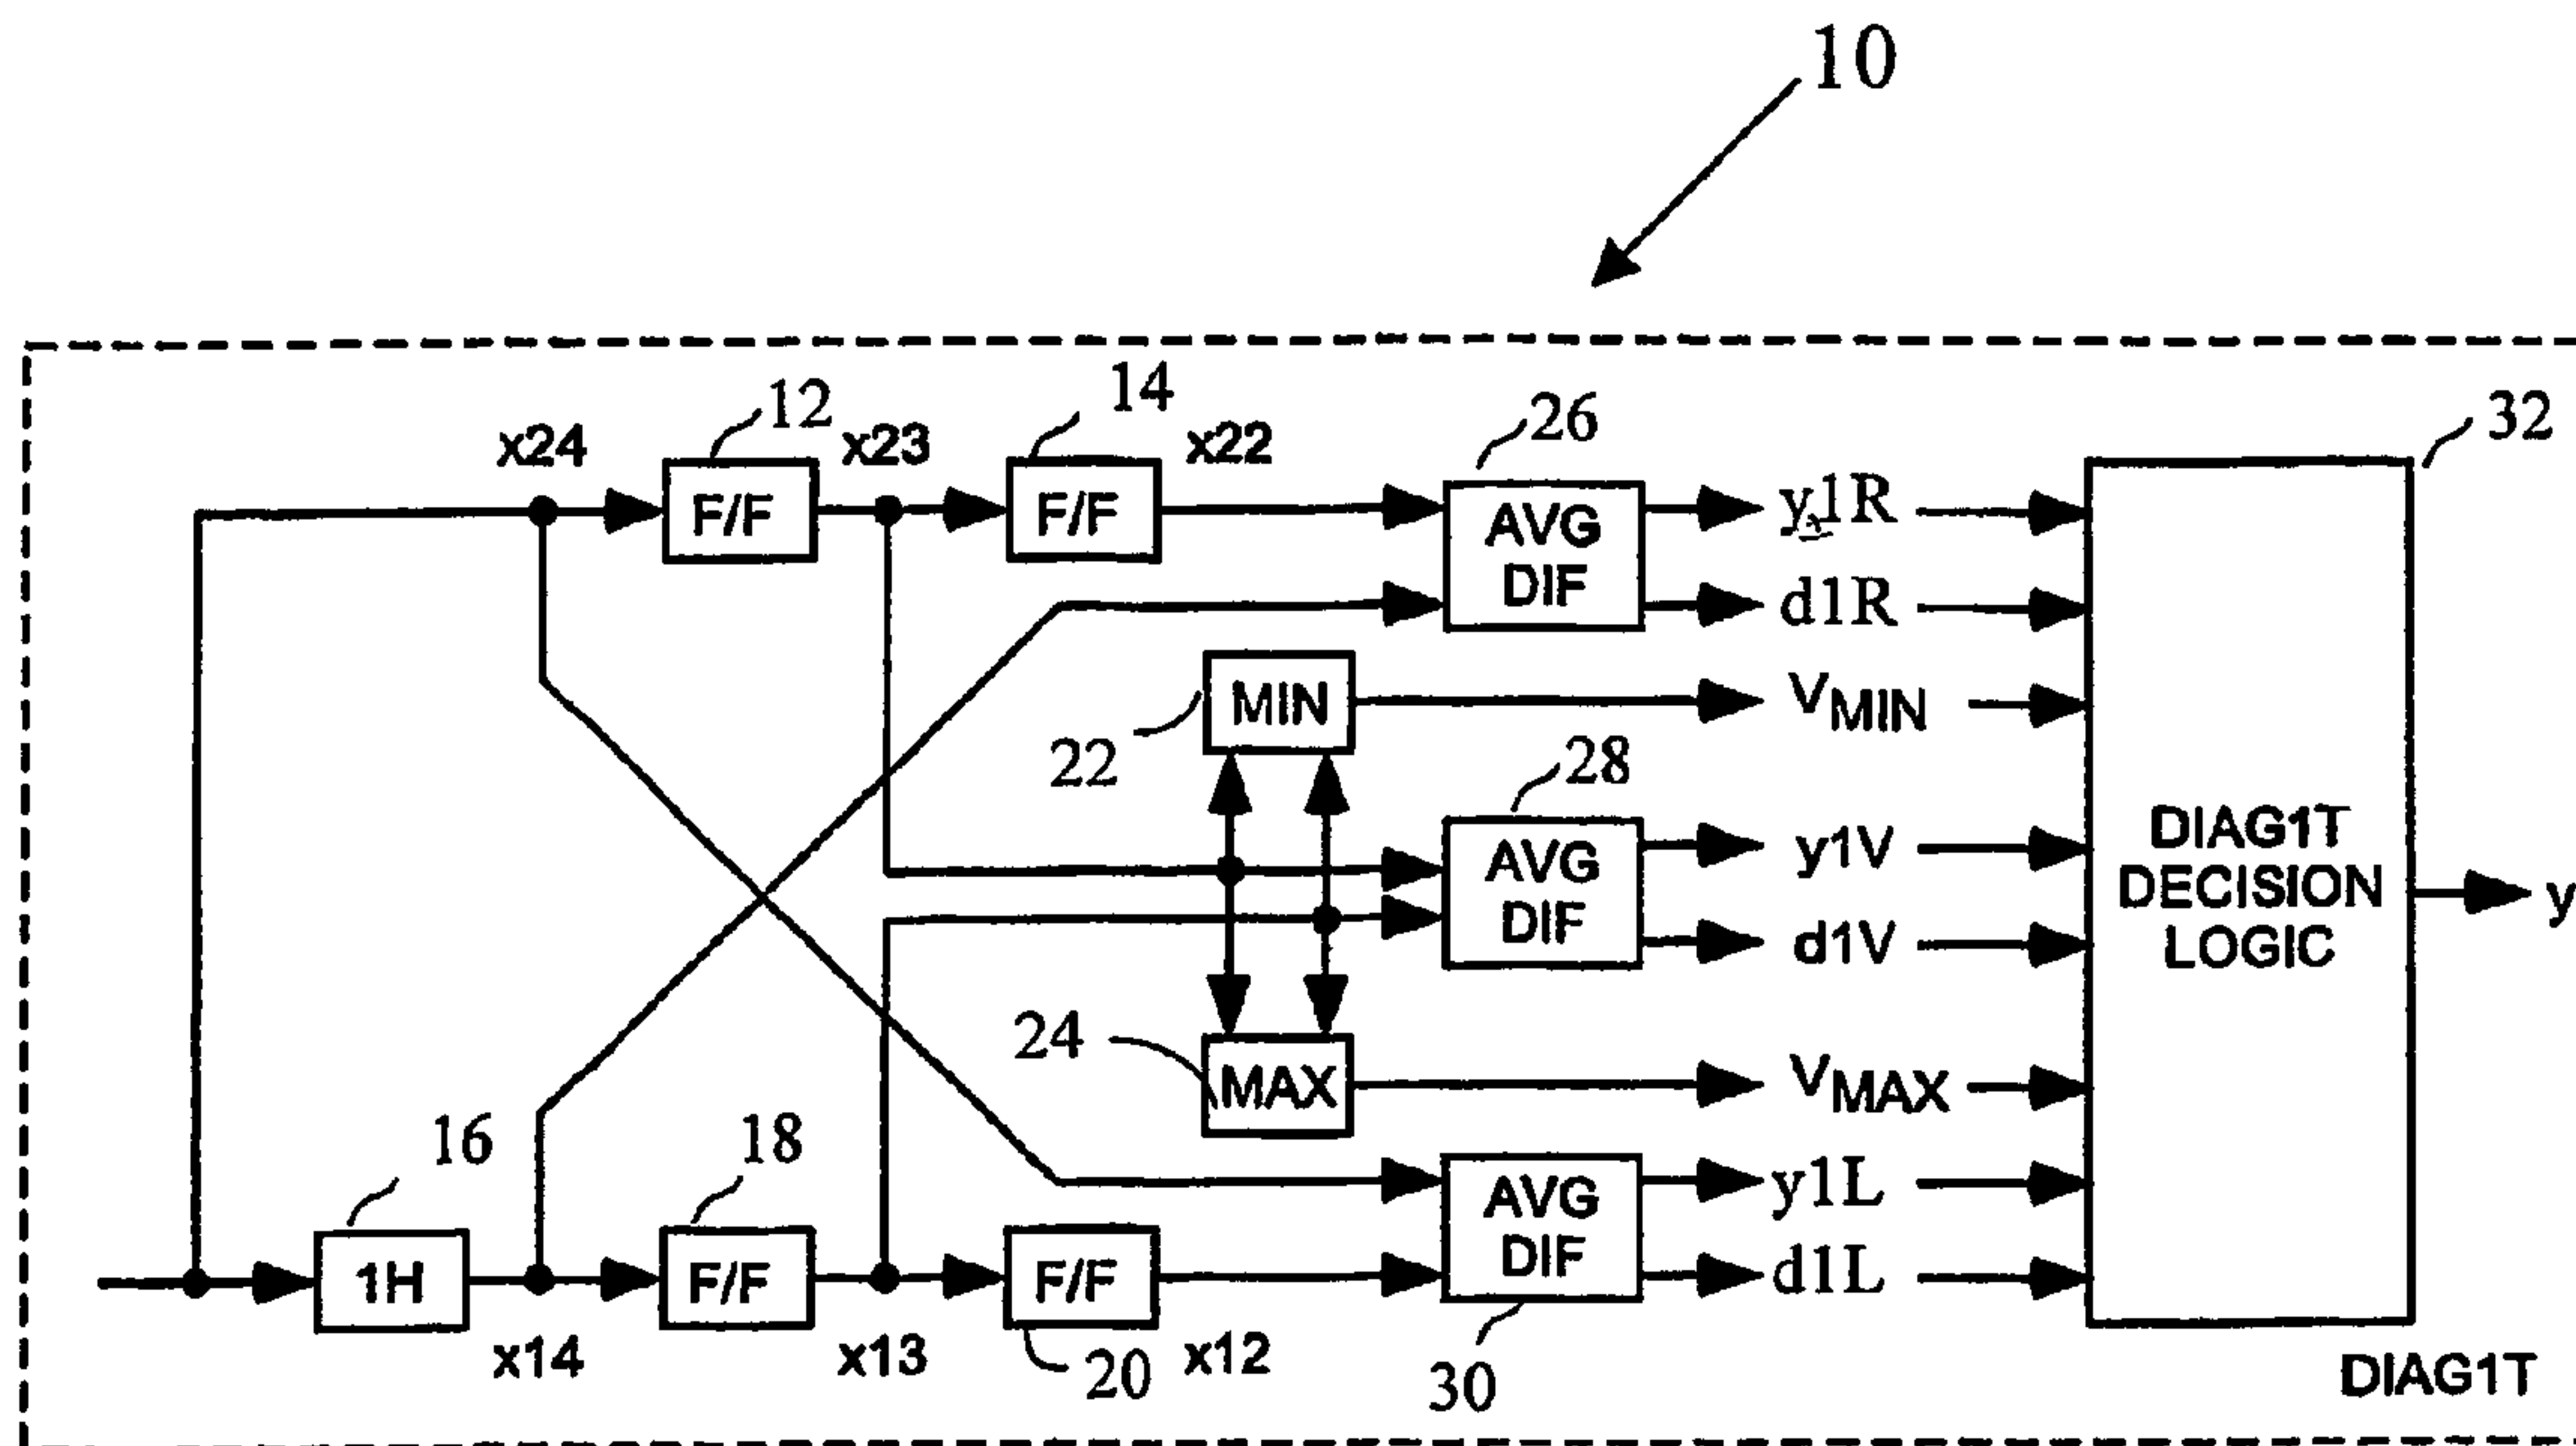 10
12
14
26
32
x24
x23
x22
F/F
F/F
AVG
DIF
y1R
d1R
MIN
VMIN
22
28
AVG
DIF
y1V
d1V
DIAG1T
DECISION
LOGIC
y
24
MAX
VMAX
16
18
1H
F/F
F/F
AVG
DIF
y1L
d1L
x14
x13
20
x12
30
DIAG1T